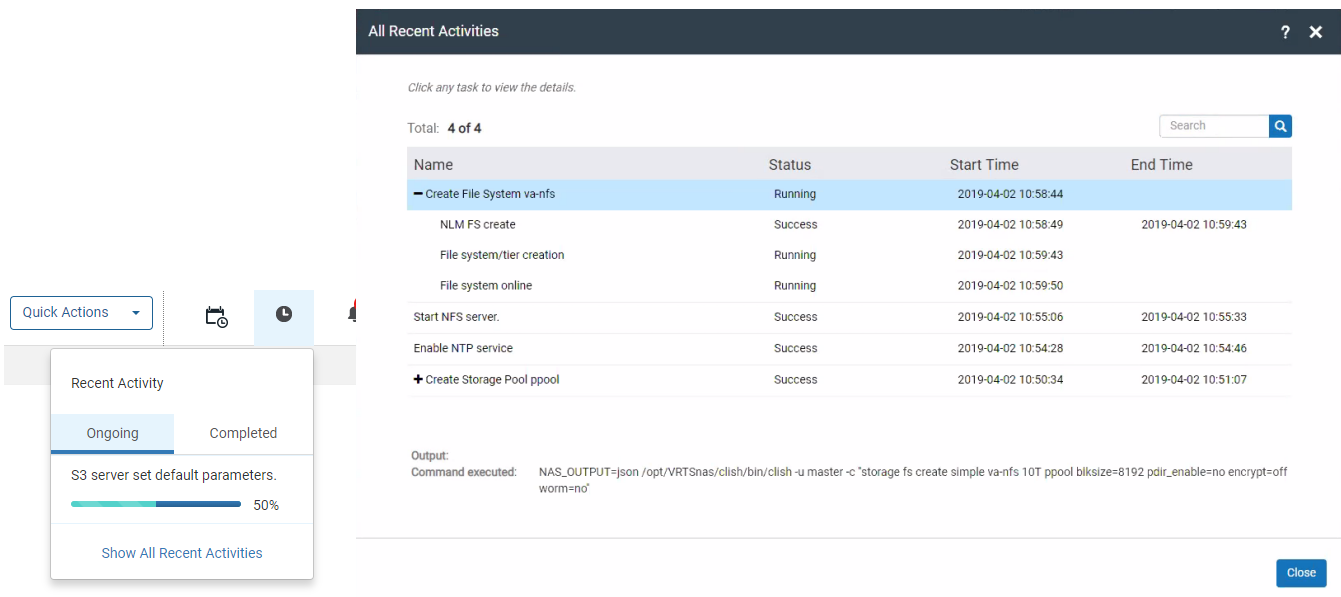 All Recent Activities ?
Click any task to view the details.
Total: 4 of 4 Search
Name Status Start Time End Time
Create File System va-nfs Running 2019-04-02 10:58:44
NLM FS create Success 2019-04-02 10:58:49 2019-04-02 10:59:43
File system/tier creation Running 2019-04-02 10:59:43
File system online Running 2019-04-02 10:59:50
Start NFS server. Success 2019-04-02 10:55:06 2019-04-02 10:55:33
Enable NTP service Success 2019-04-02 10:54:28 2019-04-02 10:54:46
Create Storage Pool ppool Success 2019-04-02 10:50:34 2019-04-02 10:51:07
Output:
Command executed: NAS_OUTPUT=json /opt/VRTSnas/clish/bin/clish -u master -c "storage fs create simple va-nfs 10T ppool blksize=8192 pdir_enable=no encrypt=off
worm=no"
Close
Quick Actions
Recent Activity
Ongoing Completed
S3 server set default parameters.
50%
Show All Recent Activities